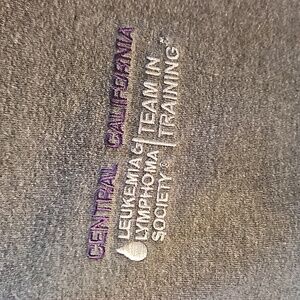 CENTRAL CALIFORNIA
LEUKEMIA & TEAM IN
LYMPHOMA TRAINING
SOCIETY